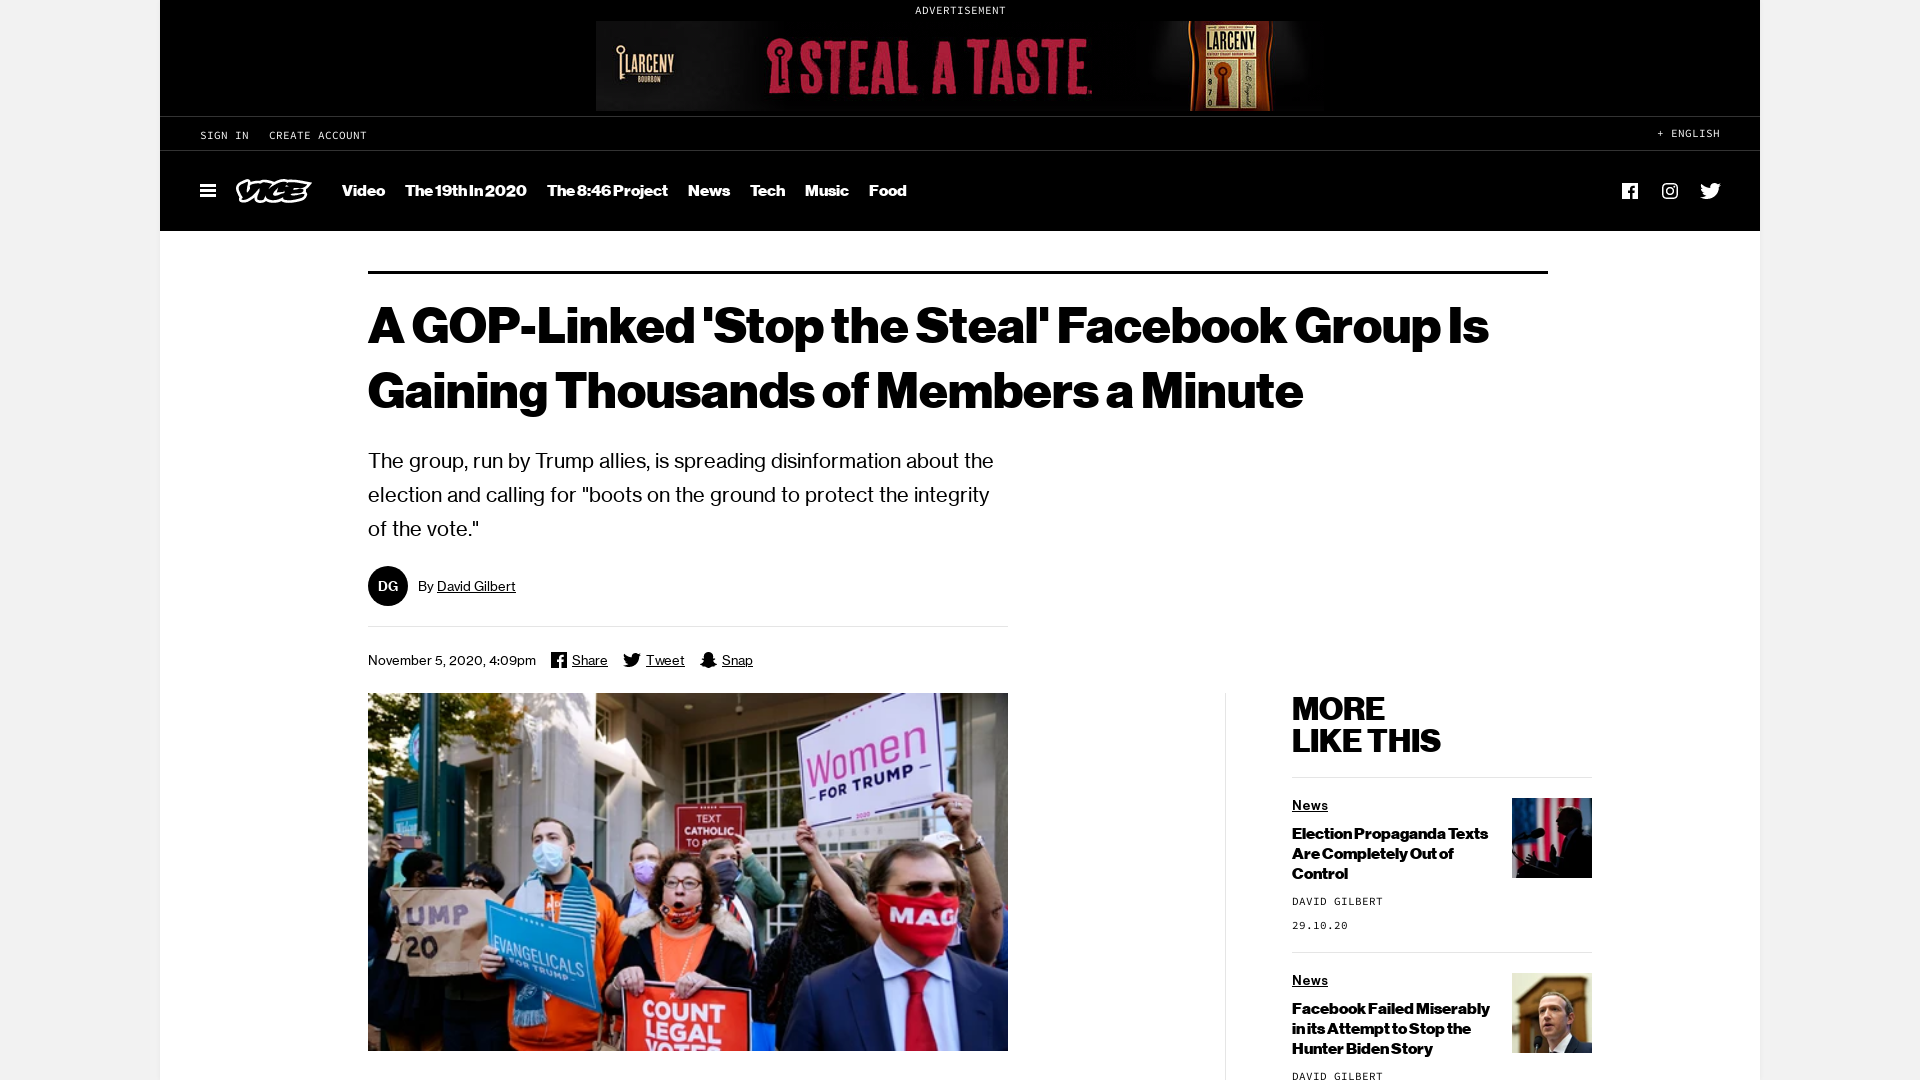 ADVERTISEMENT
LARCENY
BOURBON
STEAL A TASTE.
LARCENY
1870
SIGN IN CREATE ACCOUNT
+ ENGLISH
VICE
Video The 19th In 2020 The 8:46 Project News Tech Music Food
A GOP-Linked 'Stop the Steal' Facebook Group Is
Gaining Thousands of Members a Minute
The group, run by Trump allies, is spreading disinformation about the
election and calling for "boots on the ground to protect the integrity
of the vote."
DG By David Gilbert
November 5, 2020, 4:09pm Share Tweet Snap
Women
FOR TRUMP
2020
TEXT
CATHOLIC
TO
UMP
20
EVANGELICALS
FOR TRUMP
MAG
COUNT
LEGAL
VOTES
MORE
LIKE THIS
News
Election Propaganda Texts
Are Completely Out of
Control
DAVID GILBERT
29.10.20
News
Facebook Failed Miserably
in its Attempt to Stop the
Hunter Biden Story
DAVID GILBERT